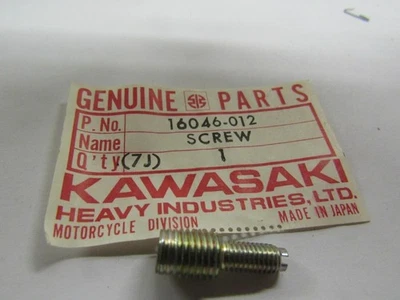 GENUINE PARTS
P. No. 16046-012
Name SCREW
Q'ty (7J) 1
KAWASAKI
HEAVY INDUSTRIES, LTD.
MOTORCYCLE DIVISION MADE IN JAPAN